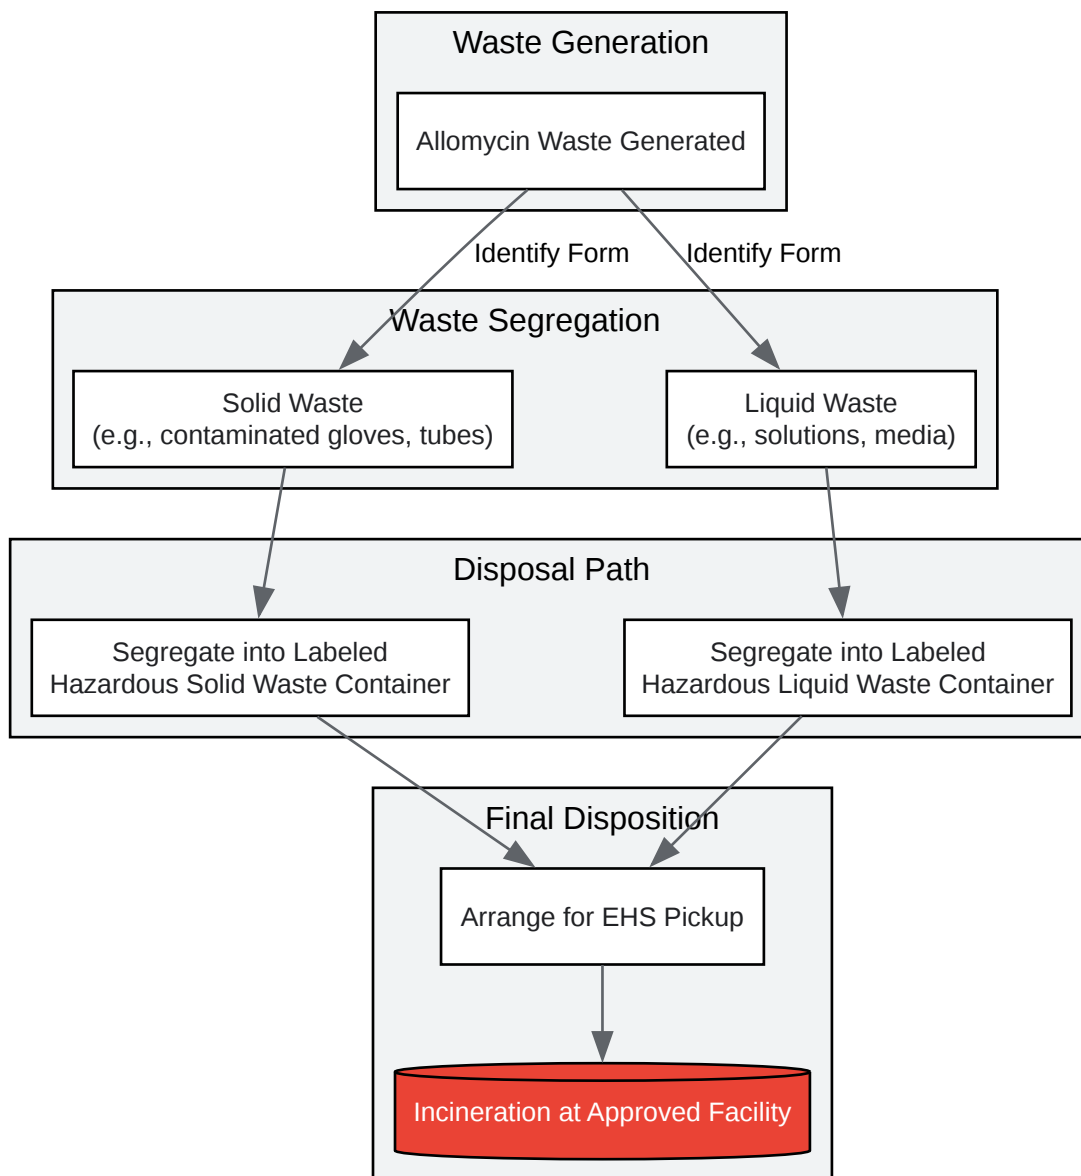 Waste Generation
Allomycin Waste Generated
Identify Form
Identify Form
Waste Segregation
Solid Waste
(e.g., contaminated gloves, tubes)
Liquid Waste
(e.g., solutions, media)
Disposal Path
Segregate into Labeled
Hazardous Solid Waste Container
Segregate into Labeled
Hazardous Liquid Waste Container
Final Disposition
Arrange for EHS Pickup
Incineration at Approved Facility